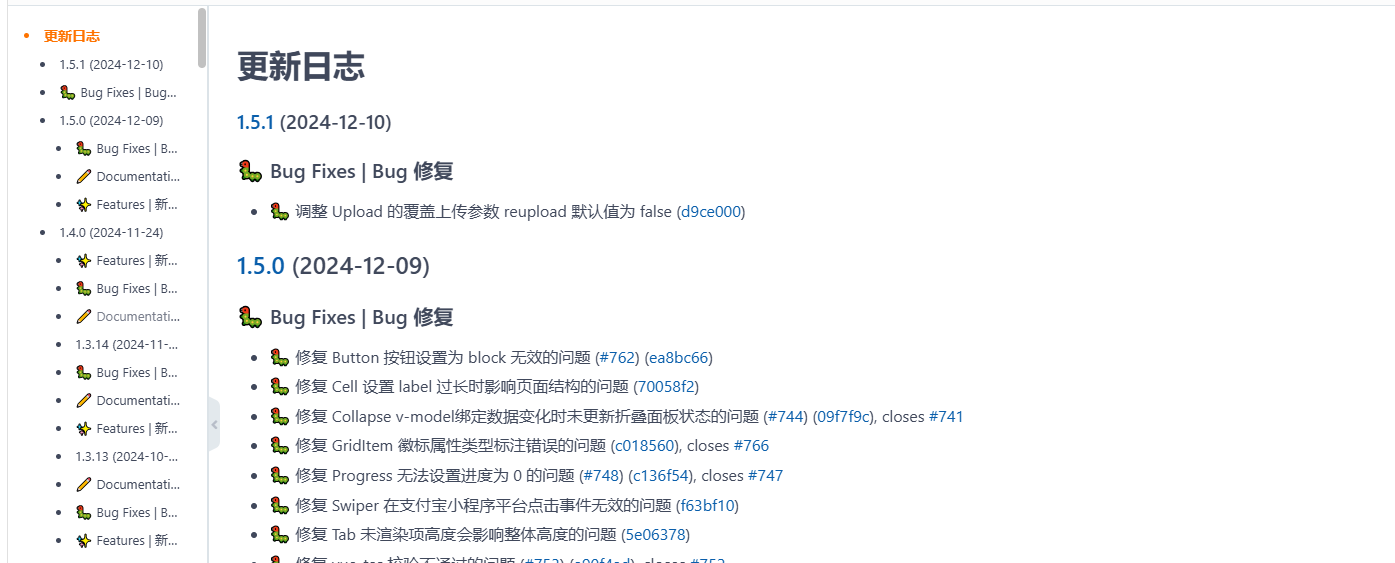 更新日志
1.5.1 (2024-12-10)
Bug Fixes | Bug...
1.5.0 (2024-12-09)
Bug Fixes | B...
Documentati...
Features | 新...
1.4.0 (2024-11-24)
Features | 新...
Bug Fixes | B...
Documentati...
1.3.14 (2024-11-...
Bug Fixes | B...
Documentati...
Features | 新...
1.3.13 (2024-10-...
Documentati...
Bug Fixes | B...
Features | 新...
更新日志
1.5.1 (2024-12-10)
Bug Fixes | Bug 修复
调整 Upload 的覆盖上传参数 reupload 默认值为 false (d9ce000)
1.5.0 (2024-12-09)
Bug Fixes | Bug 修复
修复 Button 按钮设置为 block 无效的问题 (#762) (ea8bc66)
修复 Cell 设置 label 过长时影响页面结构的问题 (70058f2)
修复 Collapse v-model绑定数据变化时未更新折叠面板状态的问题 (#744) (09f7f9c), closes #741
修复 GridItem 徽标属性类型标注错误的问题 (c018560), closes #766
修复 Progress 无法设置进度为 0 的问题 (#748) (c136f54), closes #747
修复 Swiper 在支付宝小程序平台点击事件无效的问题 (f63bf10)
修复 Tab 未渲染项高度会影响整体高度的问题 (5e06378)
修复 vue-tsc 校验不通过的问题